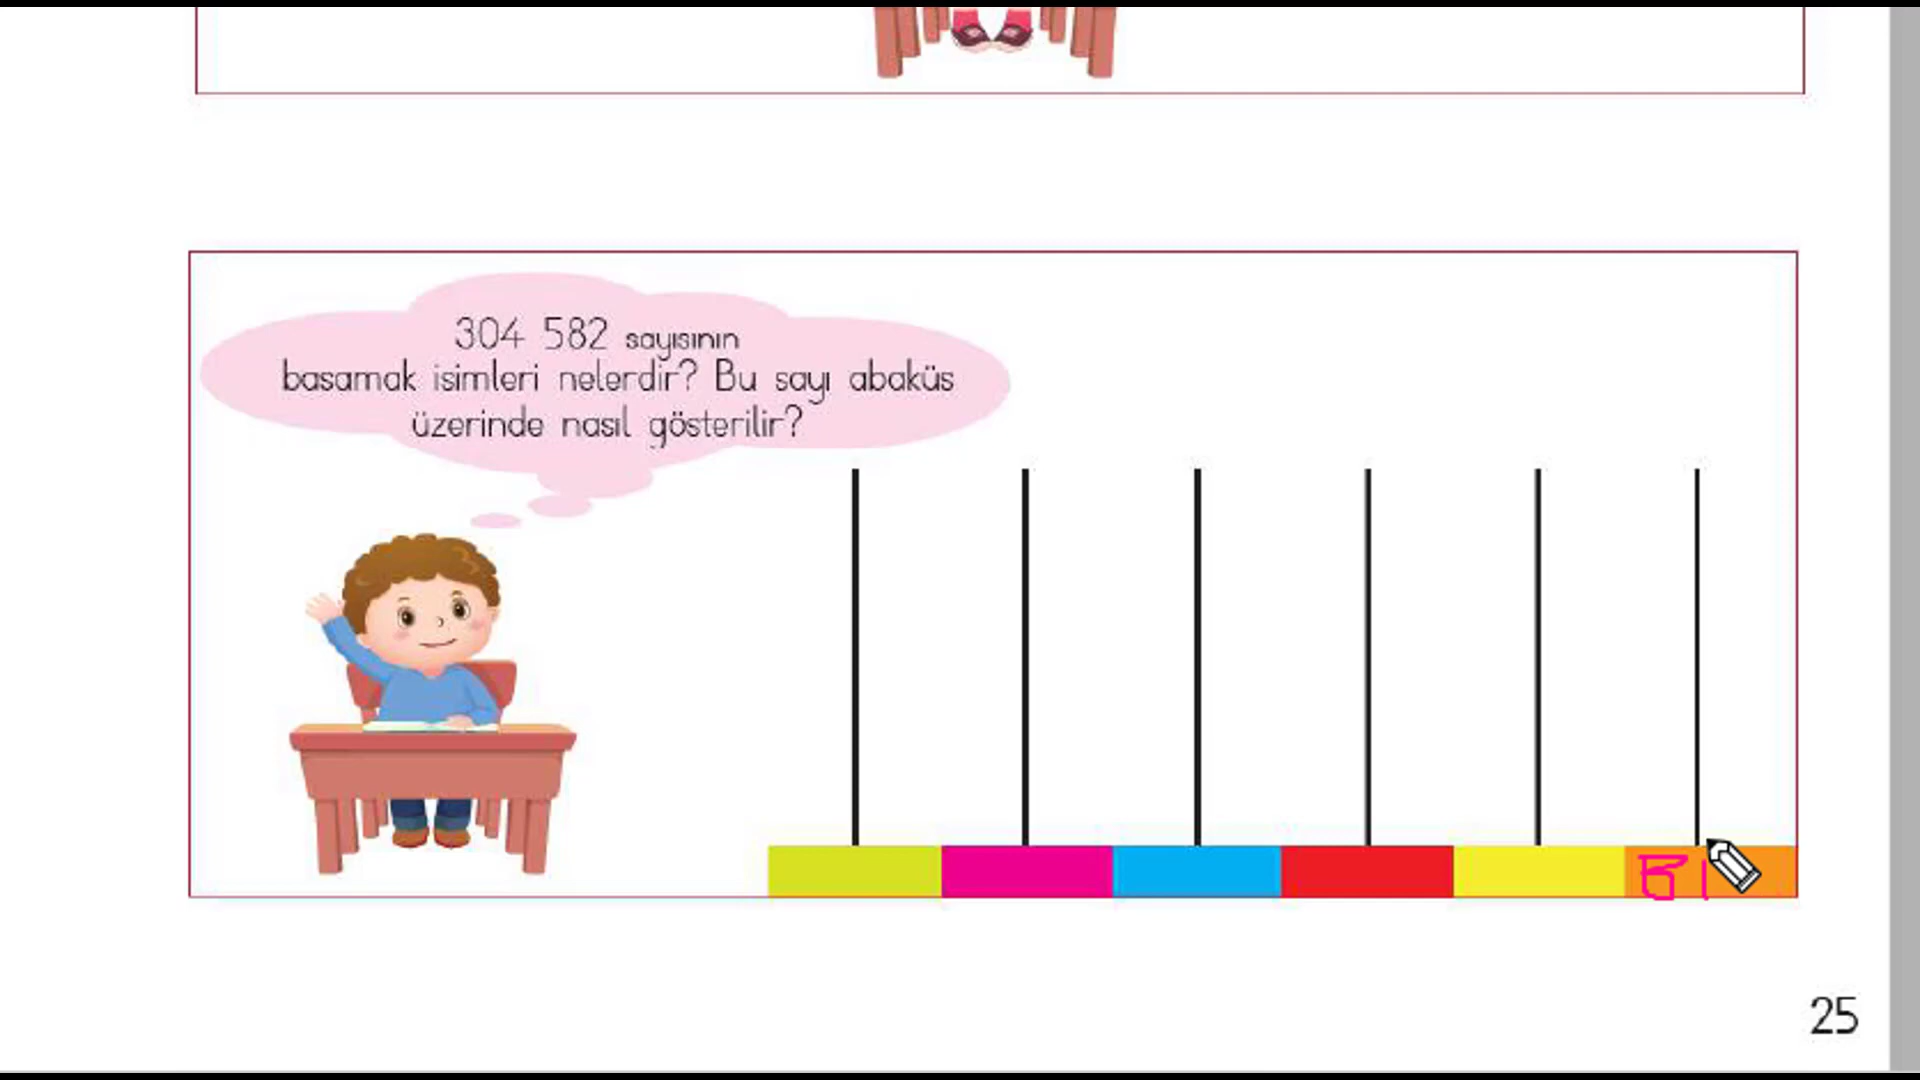 304 582 sayısının
basamak isimleri nelerdir? Bu sayı abaküs
üzerinde nasıl gösterilir?
25